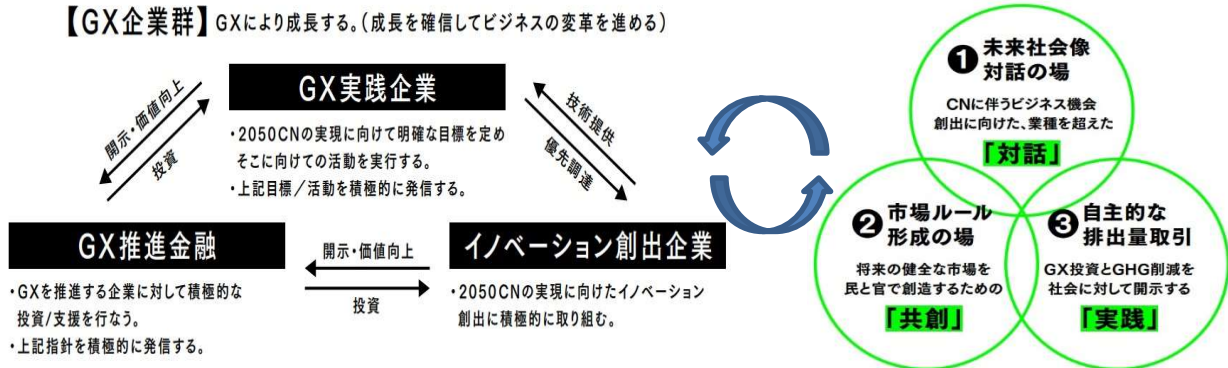 【GX企業群】GXにより成長する。(成長を確信してビジネスの変革を進める)
GX実践企業
・2050CNの実現に向けて明確な目標を定め
そこに向けての活動を実行する。
・上記目標/活動を積極的に発信する。
開示・価値向上
投資
技術提供
優先調達
GX推進金融
・GXを推進する企業に対して積極的な
投資/支援を行なう。
・上記指針を積極的に発信する。
開示・価値向上
投資
イノベーション創出企業
・2050CNの実現に向けたイノベーション
創出に積極的に取り組む。
❶ 未来社会像
対話の場
CNに伴うビジネス機会
創出に向けた、業種を超えた
「対話」
❷ 市場ルール
形成の場
将来の健全な市場を
民と官で創造するための
「共創」
❸ 自主的な
排出量取引
GX投資とGHG削減を
社会に対して開示する
「実践」